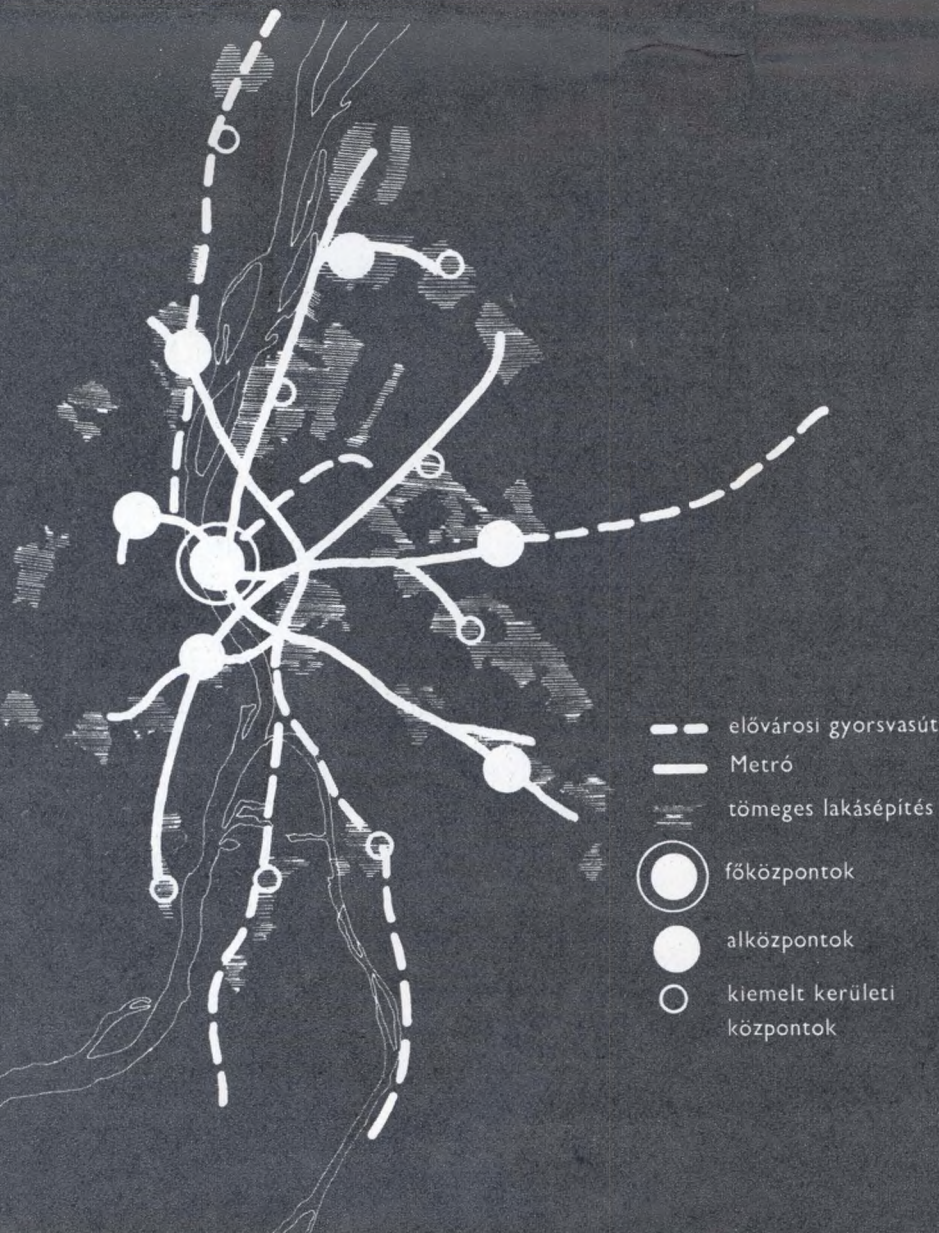 elővárosi gyorsvasút
Metró
tömeges lakásépítés
főközpontok
alközpontok
kiemelt kerületi
központok